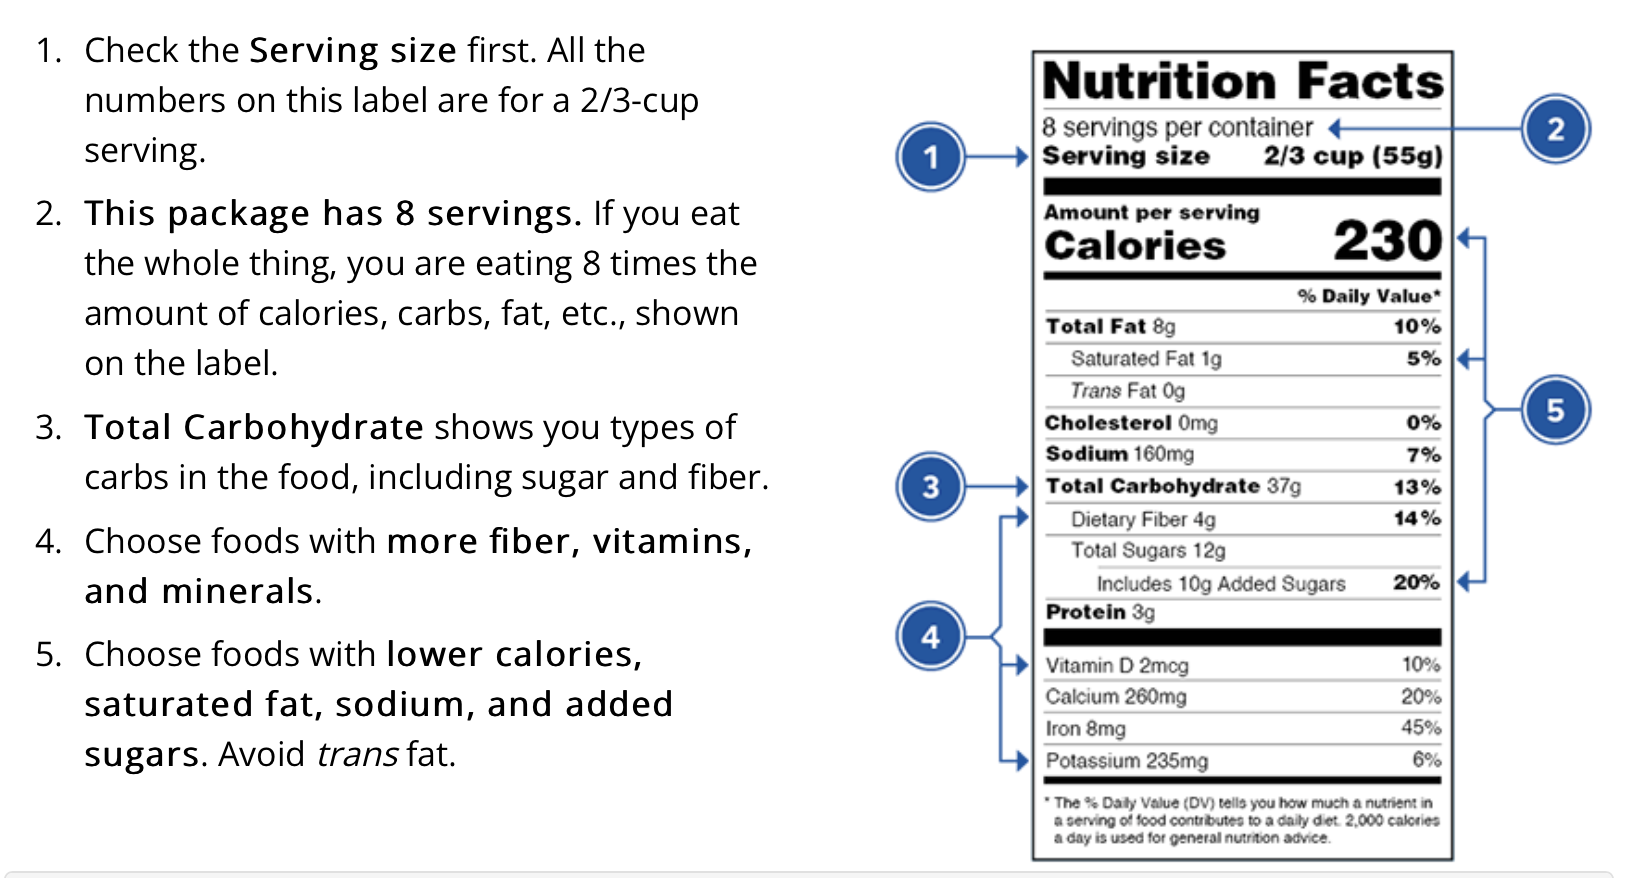 1. Check the Serving size first. All the
numbers on this label are for a 2/3-cup
serving.
2. This package has 8 servings. If you eat
the whole thing, you are eating 8 times the
amount of calories, carbs, fat, etc., shown
on the label.
3. Total Carbohydrate shows you types of
carbs in the food, including sugar and fiber.
4. Choose foods with more fiber, vitamins,
and minerals.
5. Choose foods with lower calories,
saturated fat, sodium, and added
sugars. Avoid trans fat.
Nutrition Facts
8 servings per container
2
1
Serving size 2/3 cup (55g)
Amount per serving
Calories 230
% Daily Value*
Total Fat 8g 10%
Saturated Fat 1g 5%
Trans Fat 0g
5
Cholesterol 0mg 0%
Sodium 160mg 7%
3
Total Carbohydrate 37g 13%
Dietary Fiber 4g 14%
Total Sugars 12g
Includes 10g Added Sugars 20%
Protein 3g
4
Vitamin D 2mcg 10%
Calcium 260mg 20%
Iron 8mg 45%
Potassium 235mg 6%
* The % Daily Value (DV) tells you how much a nutrient in
a serving of food contributes to a daily diet. 2,000 calories
a day is used for general nutrition advice.